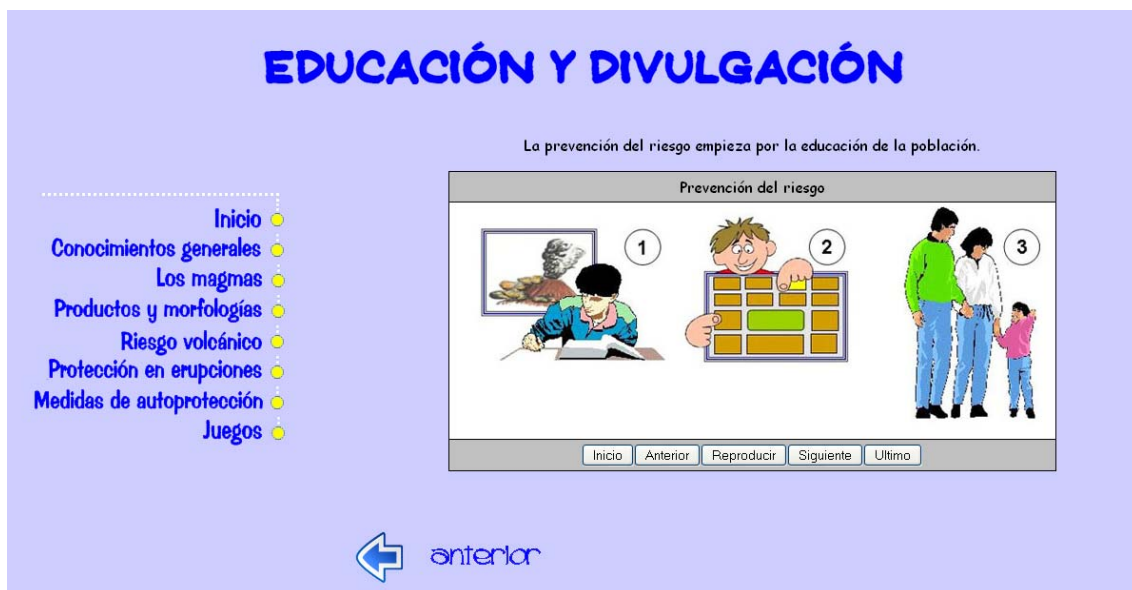 EDUCACIÓN Y DIVULGACIÓN
La prevención del riesgo empieza por la educación de la población.
Inicio
Conocimientos generales
Los magmas
Productos y morfologías
Riesgo volcánico
Protección en erupciones
Medidas de autoprotección
Juegos
Prevención del riesgo
1 2 3
Inicio Anterior Reproducir Siguiente Ultimo
anterior